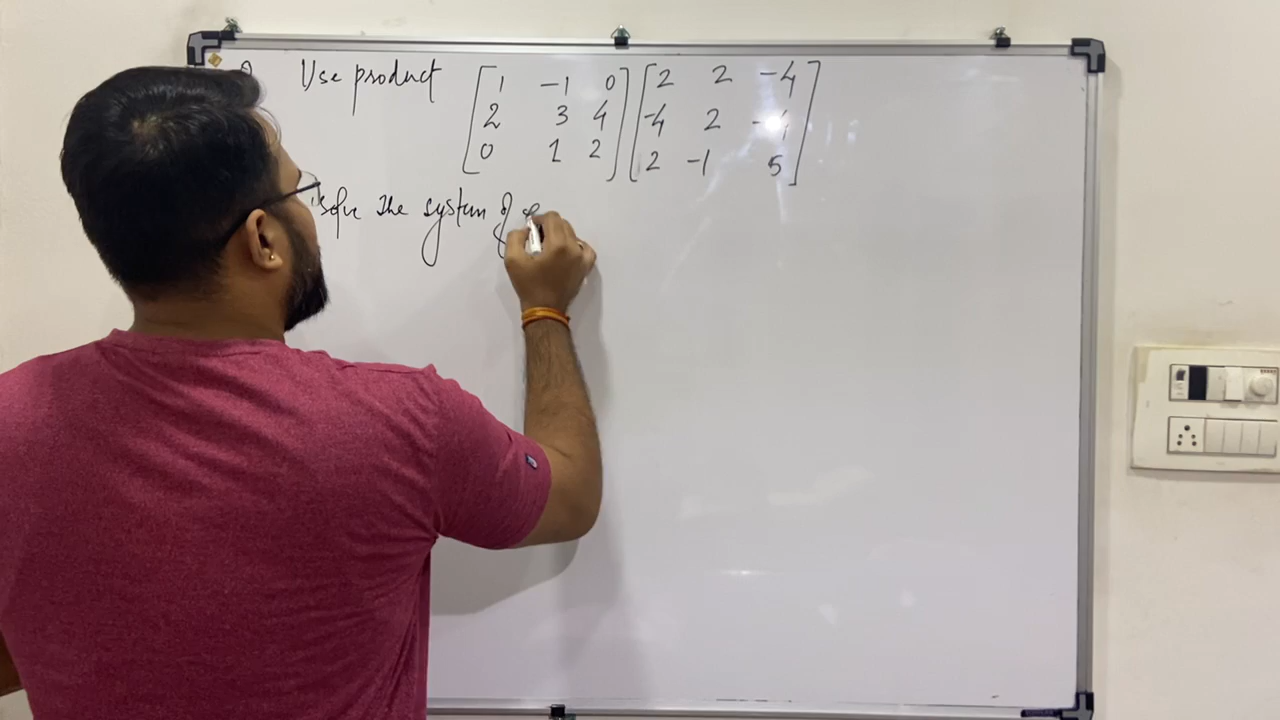 Use product [1 -1 0] [2 2 -4]
[2 3 4] [-4 2 -4]
[0 1 2] [2 -1 5]
solve the system of